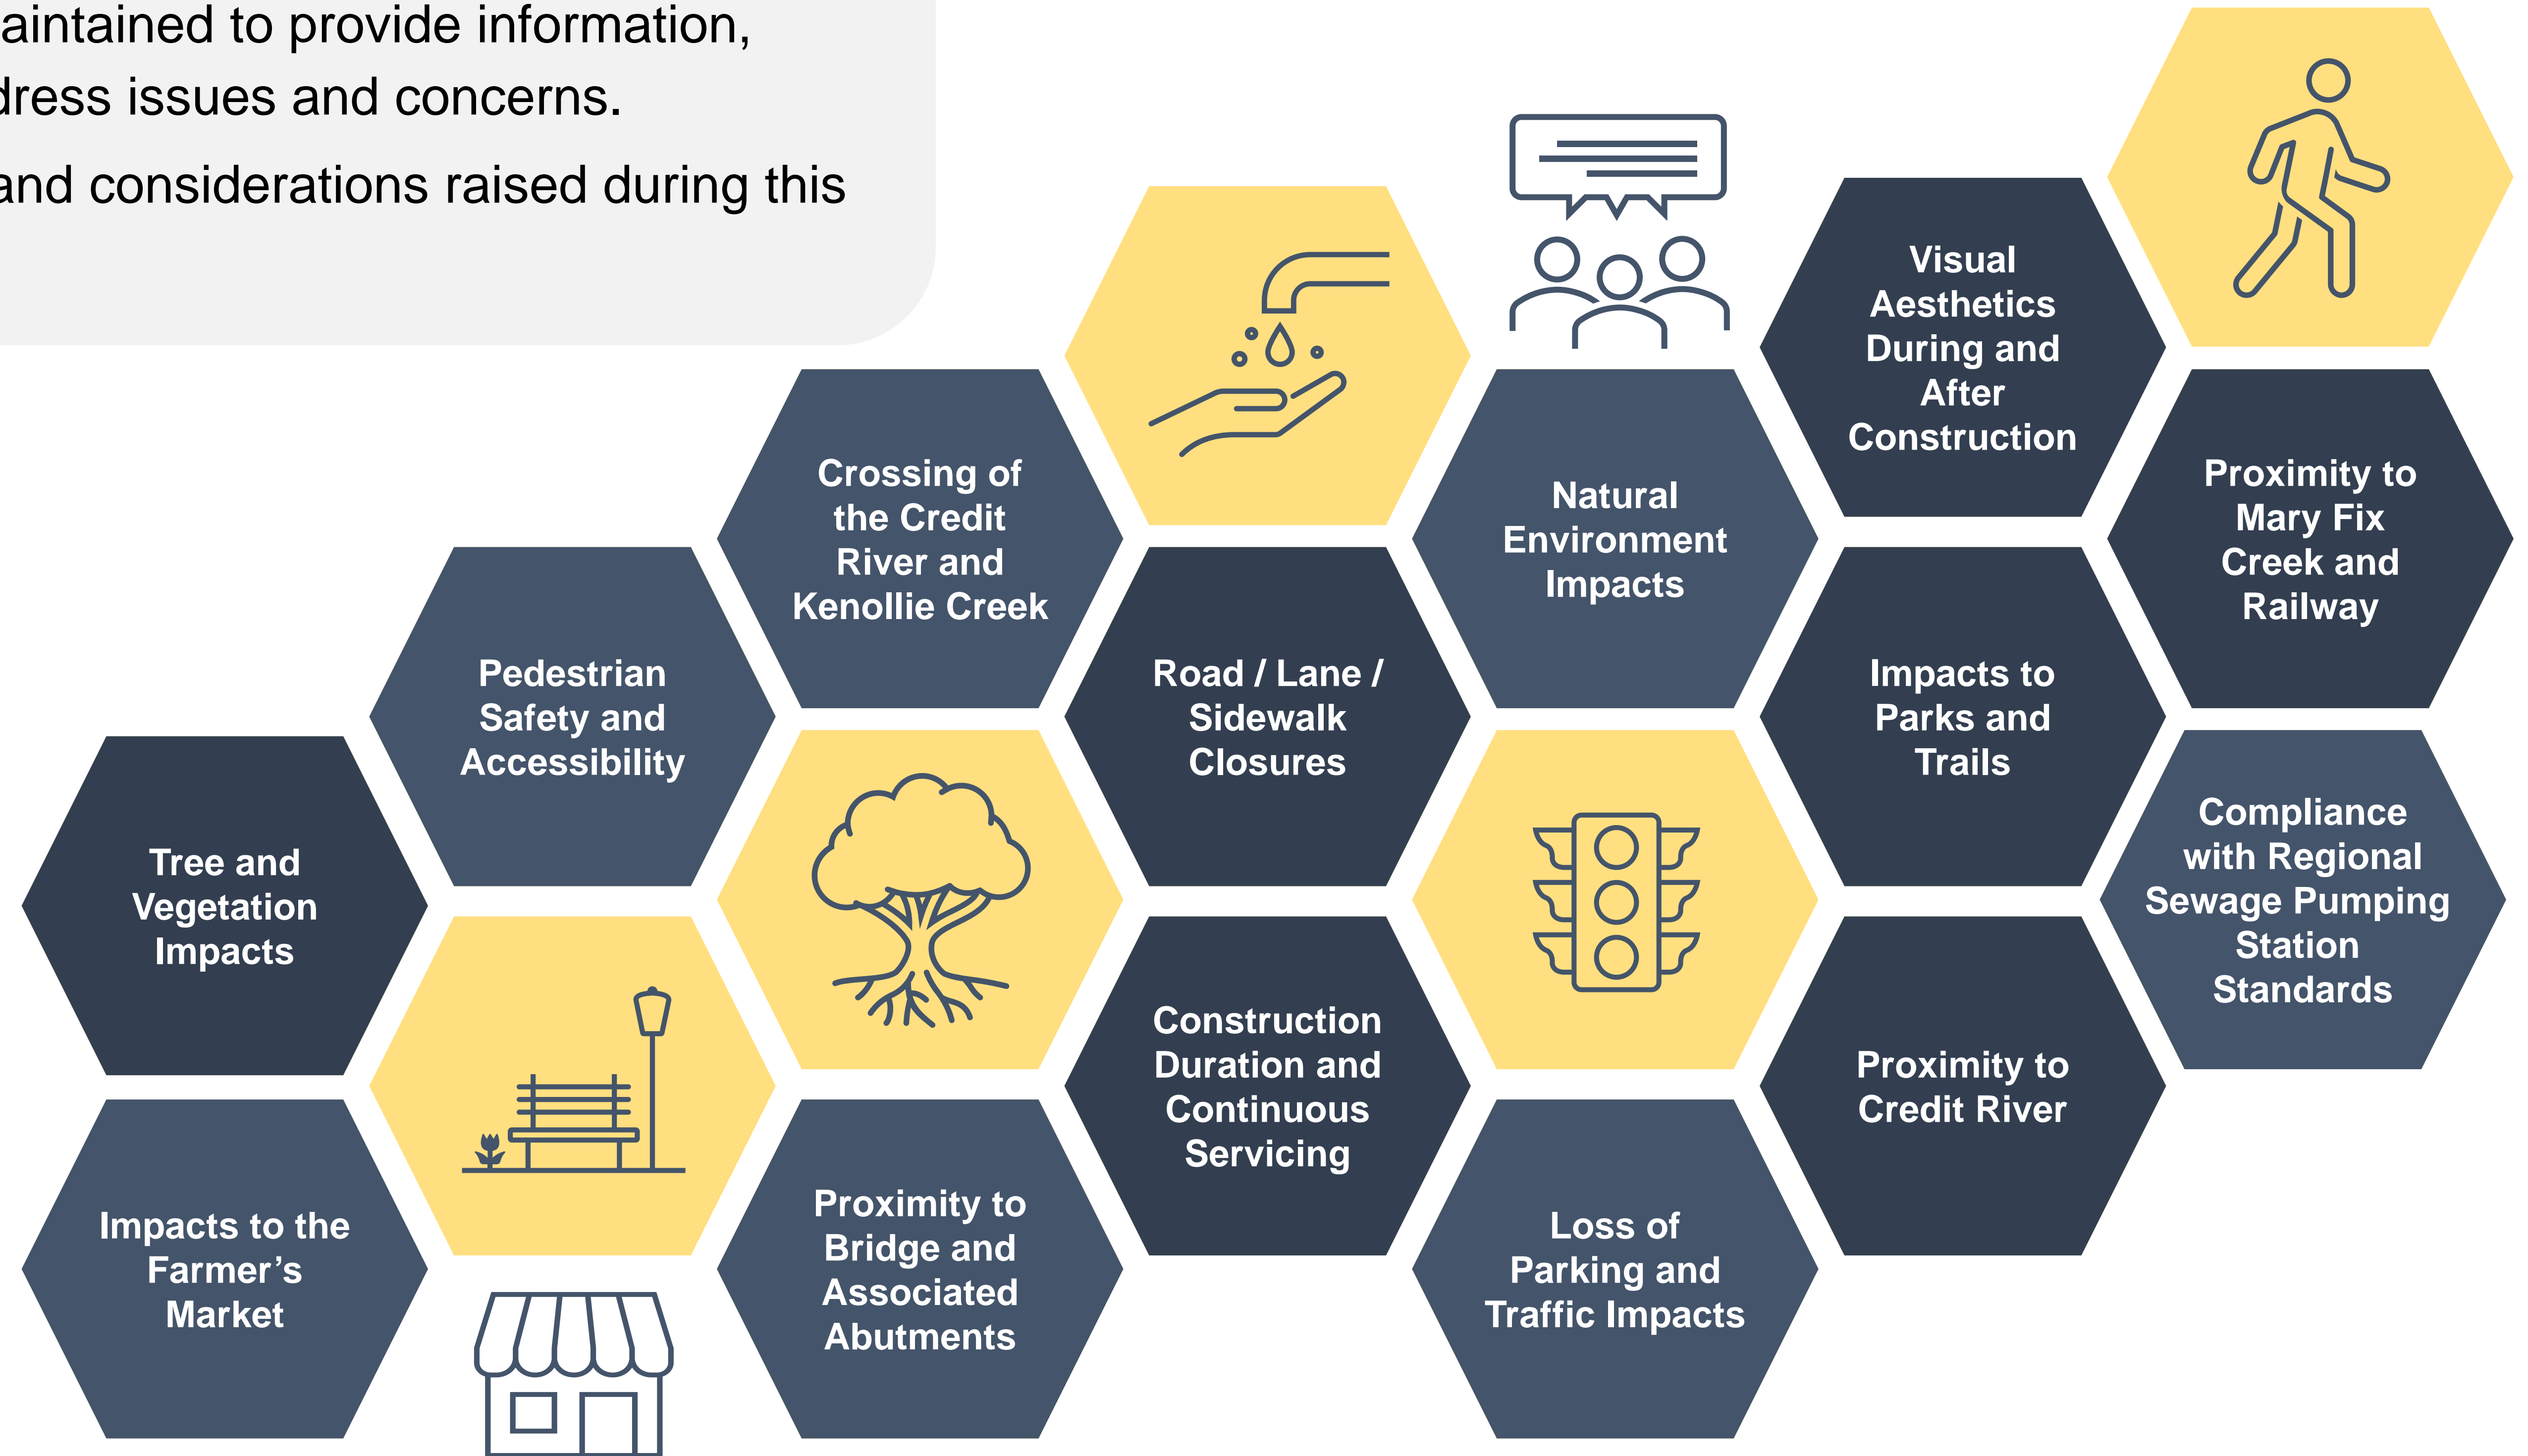 aintained to provide information,
dress issues and concerns.
and considerations raised during this
Visual
Aesthetics
During and
After
Construction
Crossing of
the Credit
River and
Kenollie Creek
Natural
Environment
Impacts
Proximity to
Mary Fix
Creek and
Railway
Pedestrian
Safety and
Accessibility
Road / Lane /
Sidewalk
Closures
Impacts to
Parks and
Trails
Tree and
Vegetation
Impacts
Compliance
with Regional
Sewage Pumping
Station
Standards
Construction
Duration and
Continuous
Servicing
Proximity to
Credit River
Impacts to the
Farmer’s
Market
Proximity to
Bridge and
Associated
Abutments
Loss of
Parking and
Traffic Impacts